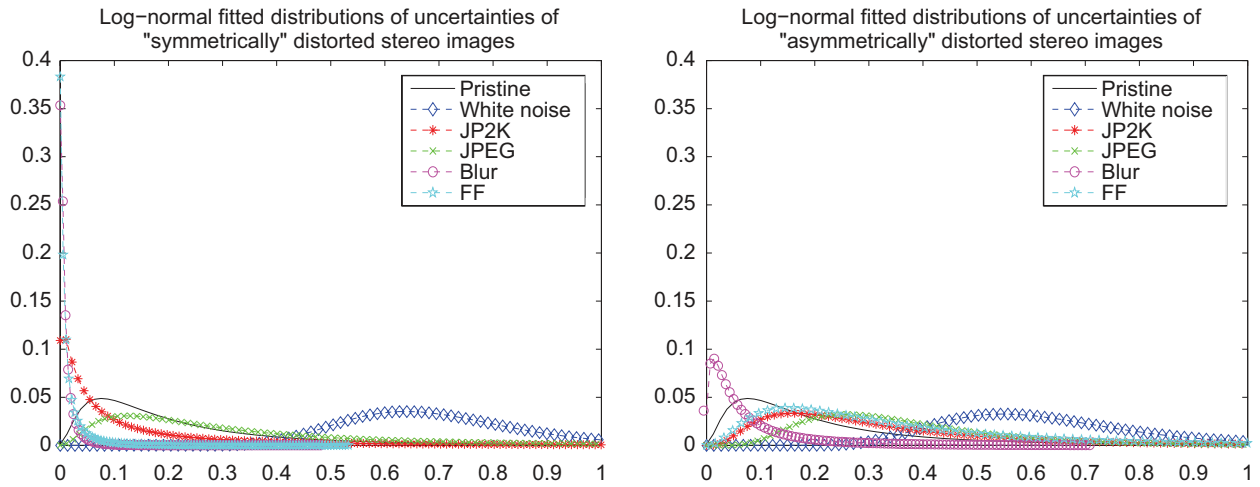 Log−normal fitted distributions of uncertainties of
"symmetrically" distorted stereo images
0.4
0.35
0.3
0.25
0.2
0.15
0.1
0.05
0
0 0.1 0.2 0.3 0.4 0.5 0.6 0.7 0.8 0.9 1
Pristine
White noise
JP2K
JPEG
Blur
FF
Log−normal fitted distributions of uncertainties of
"asymmetrically" distorted stereo images
0.4
0.35
0.3
0.25
0.2
0.15
0.1
0.05
0
0 0.1 0.2 0.3 0.4 0.5 0.6 0.7 0.8 0.9 1
Pristine
White noise
JP2K
JPEG
Blur
FF